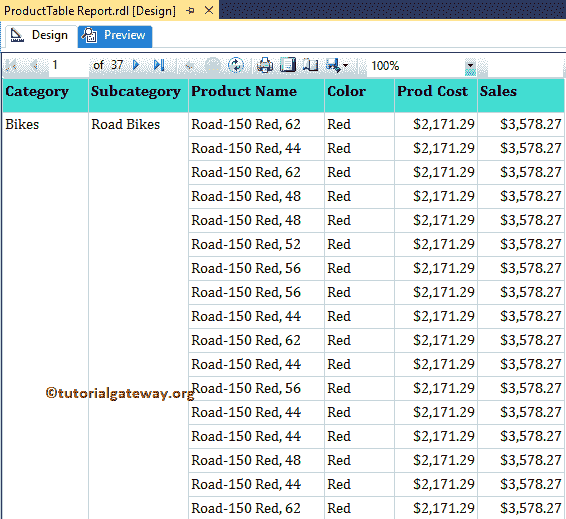 ProductTable Report.rdl [Design]
Design Preview
1 of 37 100%
Category Subcategory Product Name Color Prod Cost Sales
Bikes Road Bikes Road-150 Red, 62 Red $2,171.29 $3,578.27
Road-150 Red, 44 Red $2,171.29 $3,578.27
Road-150 Red, 62 Red $2,171.29 $3,578.27
Road-150 Red, 48 Red $2,171.29 $3,578.27
Road-150 Red, 48 Red $2,171.29 $3,578.27
Road-150 Red, 52 Red $2,171.29 $3,578.27
Road-150 Red, 56 Red $2,171.29 $3,578.27
Road-150 Red, 56 Red $2,171.29 $3,578.27
Road-150 Red, 44 Red $2,171.29 $3,578.27
Road-150 Red, 62 Red $2,171.29 $3,578.27
Road-150 Red, 44 Red $2,171.29 $3,578.27
Road-150 Red, 56 Red $2,171.29 $3,578.27
©tutorialgateway.org
Road-150 Red, 44 Red $2,171.29 $3,578.27
Road-150 Red, 44 Red $2,171.29 $3,578.27
Road-150 Red, 48 Red $2,171.29 $3,578.27
Road-150 Red, 44 Red $2,171.29 $3,578.27
Road-150 Red, 62 Red $2,171.29 $3,578.27